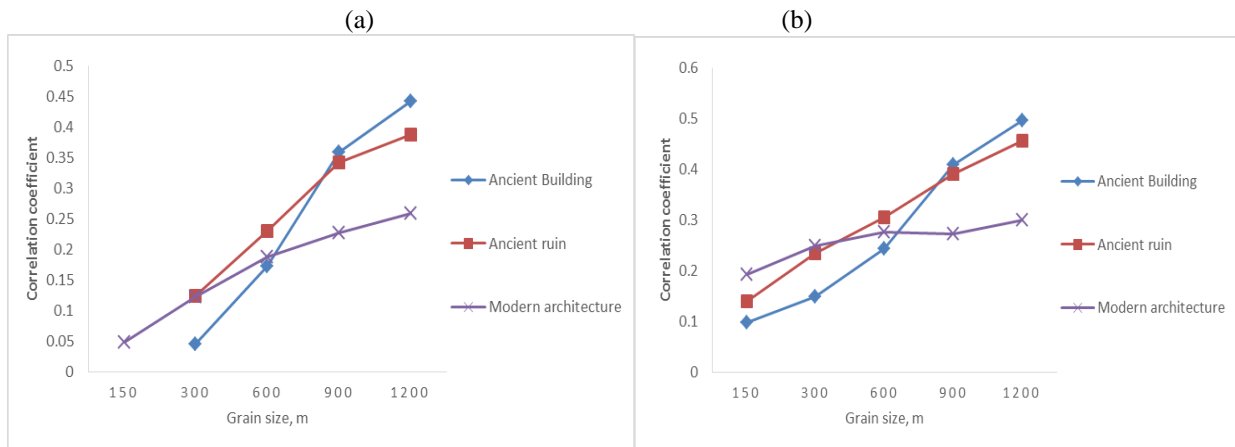 (a)
0.5
0.45
0.4
0.35
0.3
0.25
0.2
0.15
0.1
0.05
0
Correlation coefficient
150 300 600 900 1200
Grain size, m
Ancient Building
Ancient ruin
Modern architecture
(b)
0.6
0.5
0.4
0.3
0.2
0.1
0
Correlation coefficient
150 300 600 900 1200
Grain size, m
Ancient Building
Ancient ruin
Modern architecture